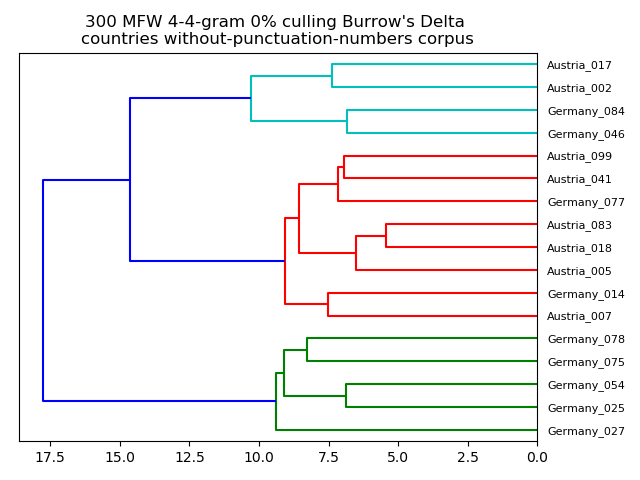 300 MFW 4-4-gram 0% culling Burrow's Delta
countries without-punctuation-numbers corpus
Austria_017
Austria_002
Germany_084
Germany_046
Austria_099
Austria_041
Germany_077
Austria_083
Austria_018
Austria_005
Germany_014
Austria_007
Germany_078
Germany_075
Germany_054
Germany_025
Germany_027
17.5 15.0 12.5 10.0 7.5 5.0 2.5 0.0